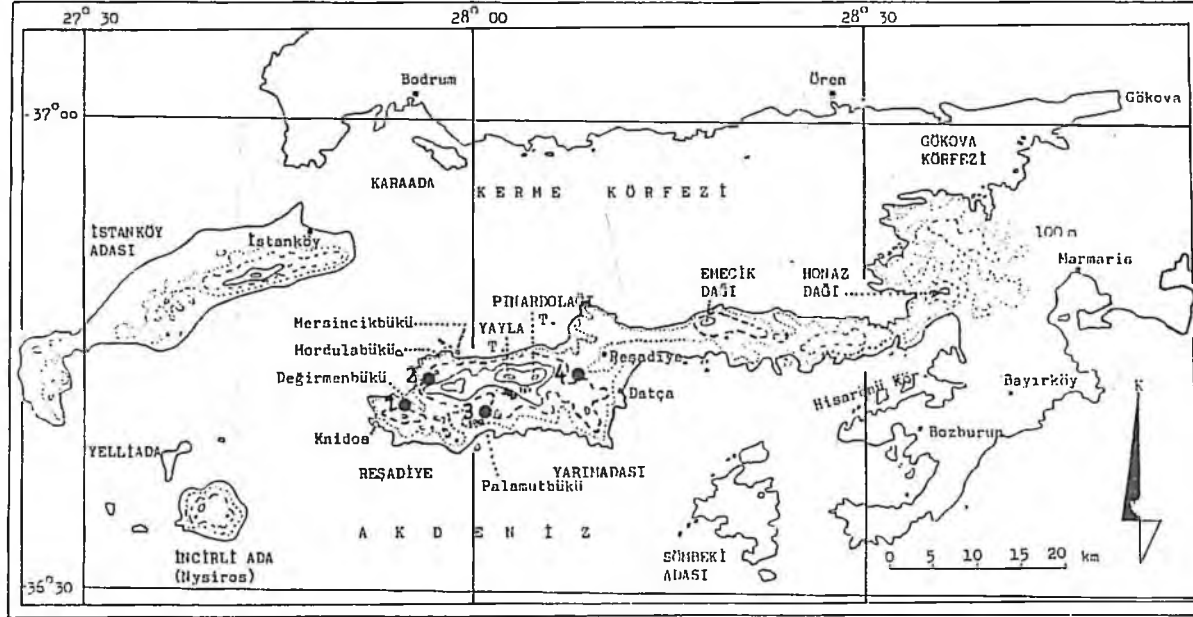 27° 30
28° 00
28° 30
Bodrum
Ören
Gökova
37° 00
GÖKOVA
KÖRFEZİ
KARAADA
KERME KÖRFEZİ
İSTANKÖY
ADASI
İstanköy
100 m
Marmaris
EMECİK
DAĞI
HONAZ
DAĞI
PINARDOLAĞI
T.
Mersincikbükü
YAYLA
T.
Hordulabükü
Reşadiye
Değirmenbükü
2
4
1
3
Datça
Hisarönü Kör.
Bayırköy
K
Knidos
Bozburun
YELLİADA
REŞADİYE
YARIMADASI
Palamutbükü
AKDENİZ
İNCİRLİ ADA
(Nysiros)
SÖMBEKİ
ADASI
0 5 10 15 20 km
36° 30